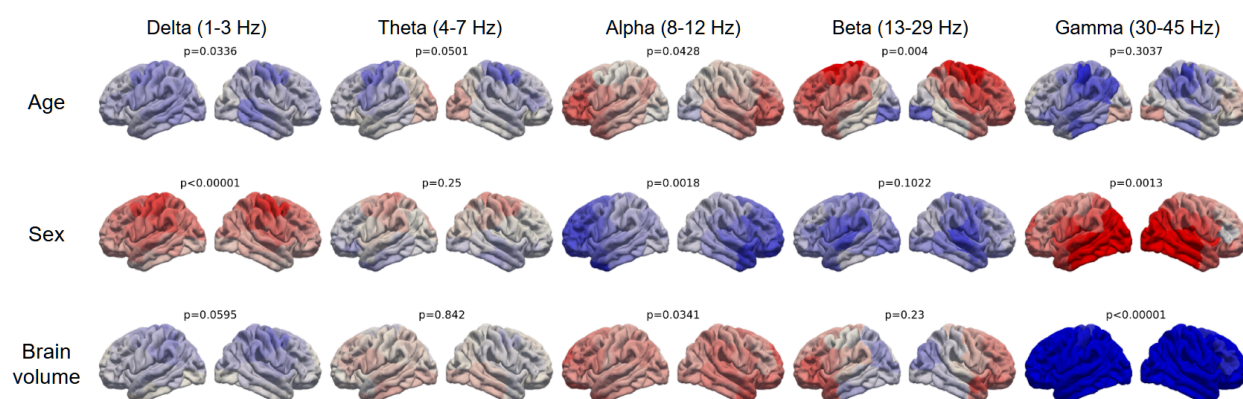 Delta (1-3 Hz) Theta (4-7 Hz) Alpha (8-12 Hz) Beta (13-29 Hz) Gamma (30-45 Hz)
p=0.0336 p=0.0501 p=0.0428 p=0.004 p=0.3037
Age
p<0.00001 p=0.25 p=0.0018 p=0.1022 p=0.0013
Sex
p=0.0595 p=0.842 p=0.0341 p=0.23 p<0.00001
Brain
volume